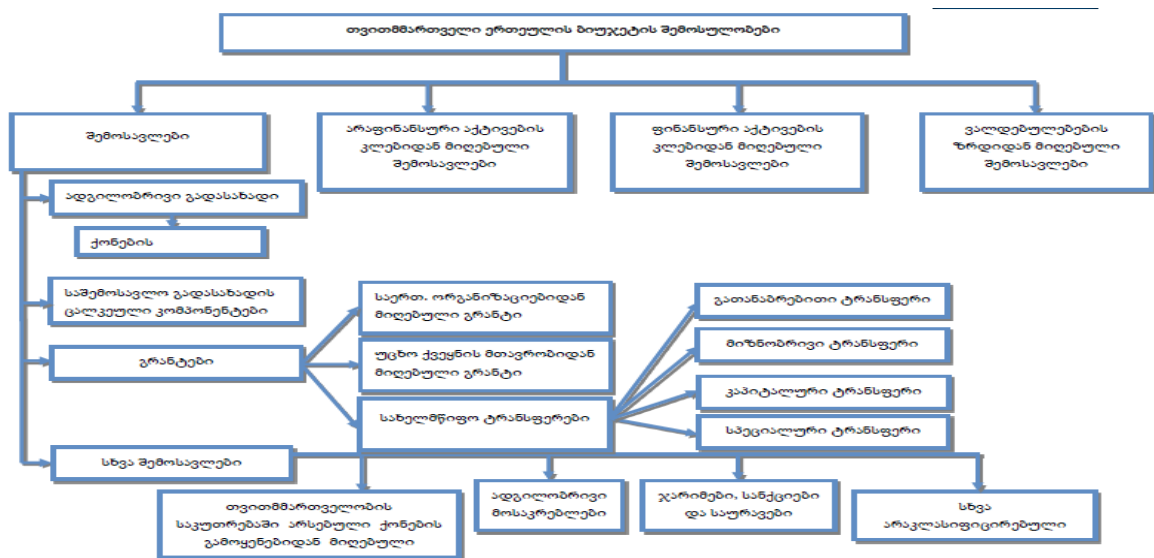 თვითმმართველი ერთეულის ბიუჯეტის შემოსულობები
შემოსავლები
არაფინანსური აქტივების
კლებიდან მიღებული
შემოსავლები
ფინანსური აქტივების
კლებიდან მიღებული
შემოსავლები
ვალდებულებების
ზრდიდან მიღებული
შემოსავლები
ადგილობრივი გადასახადი
ქონების
საშემოსავლო გადასახადის
ცალკეული კომპონენტები
გრანტები
საერთ. ორგანიზაციებიდან
მიღებული გრანტი
უცხო ქვეყნის მთავრობიდან
მიღებული გრანტი
სახელმწიფო ტრანსფერები
გათანაბრებითი ტრანსფერი
მიზნობრივი ტრანსფერი
კაპიტალური ტრანსფერი
სპეციალური ტრანსფერი
სხვა შემოსავლები
თვითმმართველობის
საკუთრებაში არსებული ქონების
გამოყენებიდან მიღებული
ადგილობრივი
მოსაკრებლები
ჯარიმები, სანქციები
და საურავები
სხვა
არაკლასიფიცირებული